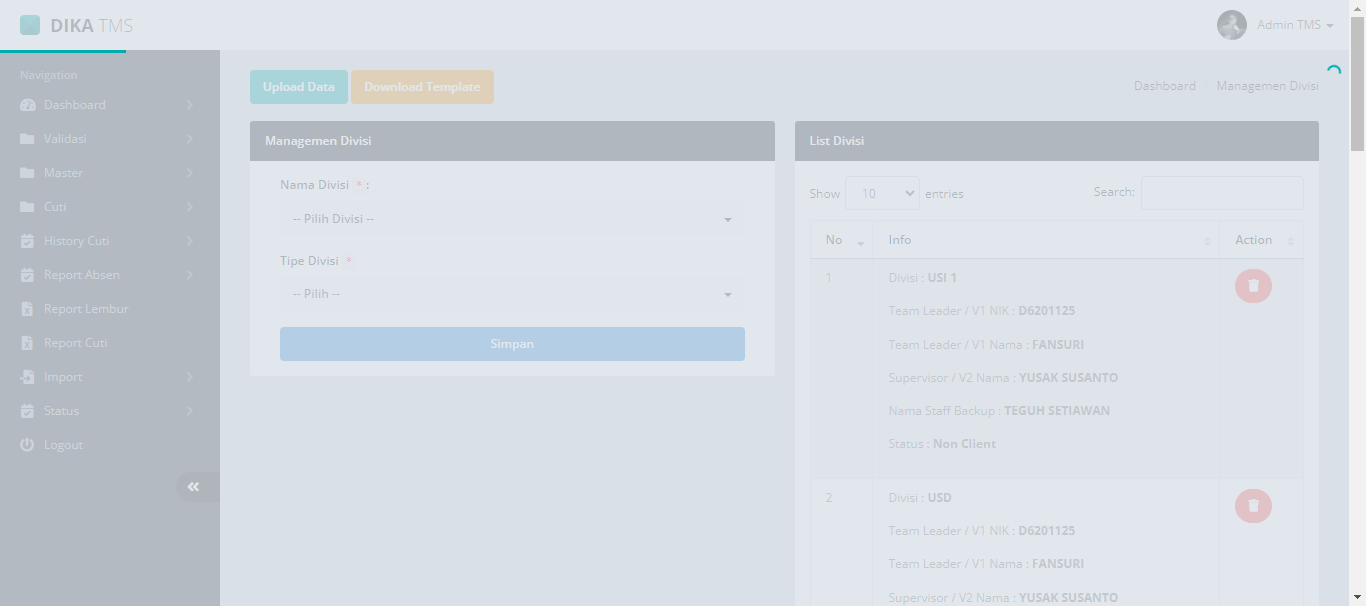 DIKA TMS
Admin TMS
Navigation
Dashboard
Validasi
Master
Cuti
History Cuti
Report Absen
Report Lembur
Report Cuti
Import
Status
Logout
Upload Data
Download Template
Dashboard / Managemen Divisi
Managemen Divisi
Nama Divisi * :
-- Pilih Divisi --
Tipe Divisi *
-- Pilih --
Simpan
List Divisi
Show 10 entries
Search:
No Info Action
1
Divisi : USI 1
Team Leader / V1 NIK : D6201125
Team Leader / V1 Nama : FANSURI
Supervisor / V2 Nama : YUSAK SUSANTO
Nama Staff Backup : TEGUH SETIAWAN
Status : Non Client
2
Divisi : USD
Team Leader / V1 NIK : D6201125
Team Leader / V1 Nama : FANSURI
Supervisor / V2 Nama : YUSAK SUSANTO